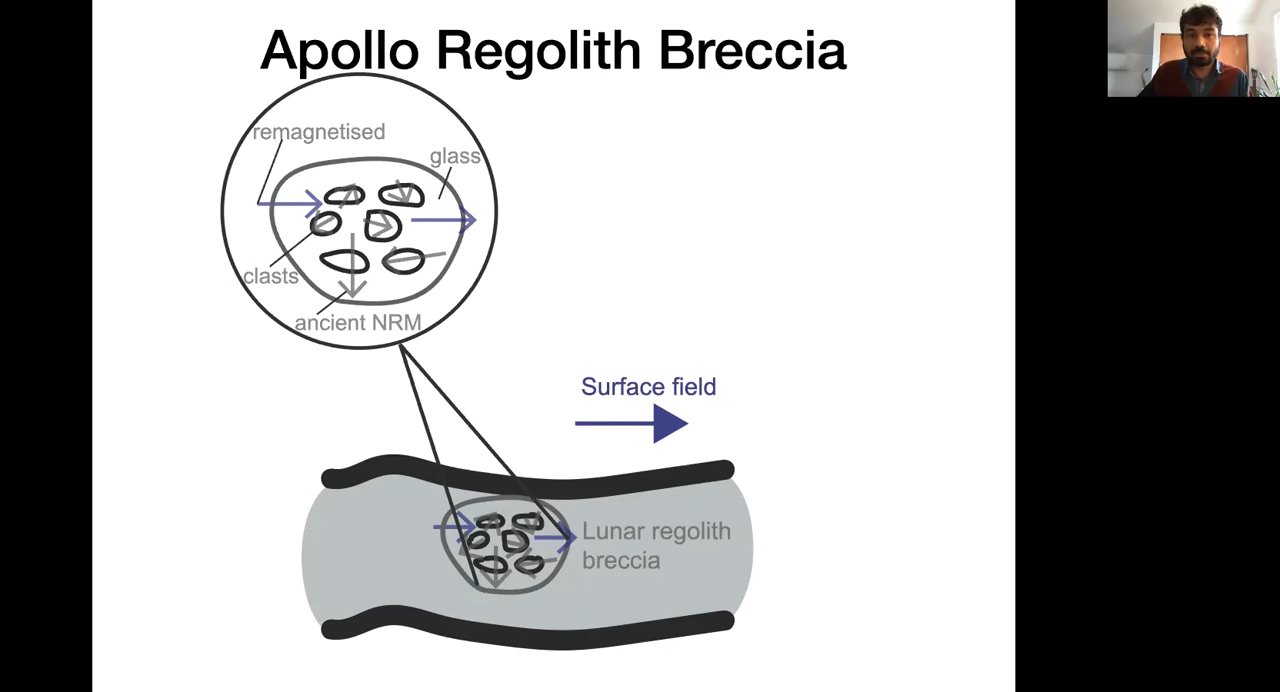 Apollo Regolith Breccia
remagnetised
glass
clasts
ancient NRM
Surface field
Lunar regolith
breccia